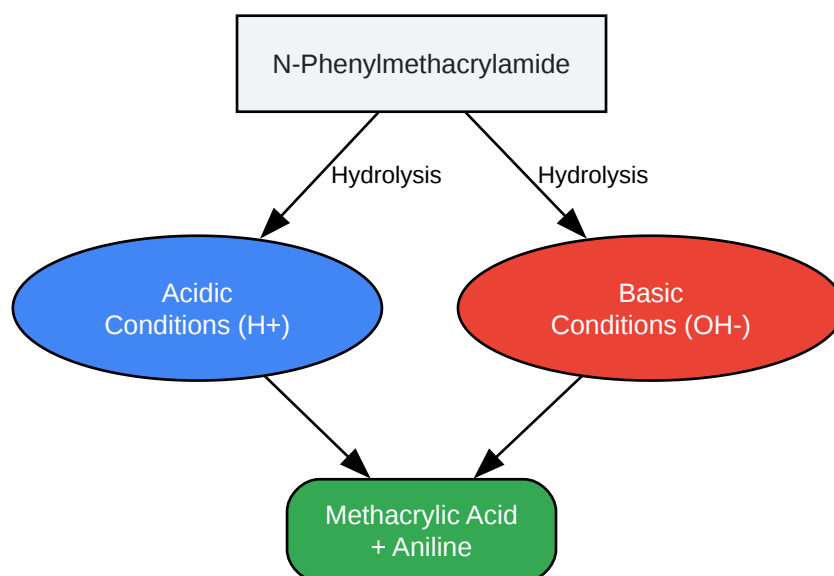 N-Phenylmethacrylamide
Hydrolysis
Hydrolysis
Acidic
Conditions (H+)
Basic
Conditions (OH-)
Methacrylic Acid
+ Aniline